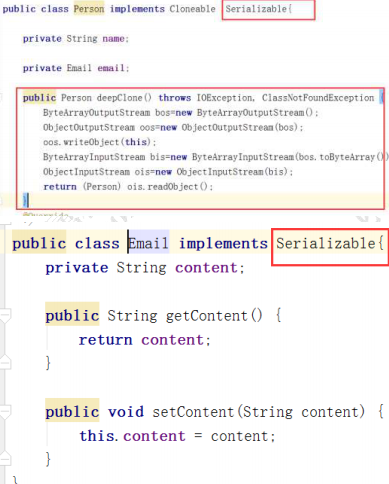 public class Person implements Cloneable Serializable{
private String name;
private Email email;
public Person deepClone() throws IOException, ClassNotFoundException {
ByteArrayOutputStream bos=new ByteArrayOutputStream();
ObjectOutputStream oos=new ObjectOutputStream(bos);
oos.writeObject(this);
ByteArrayInputStream bis=new ByteArrayInputStream(bos.toByteArray())
ObjectInputStream ois=new ObjectInputStream(bis);
return (Person) ois.readObject();
}
public class Email implements Serializable{
private String content;
public String getContent() {
return content;
}
public void setContent(String content) {
this.content = content;
}
}